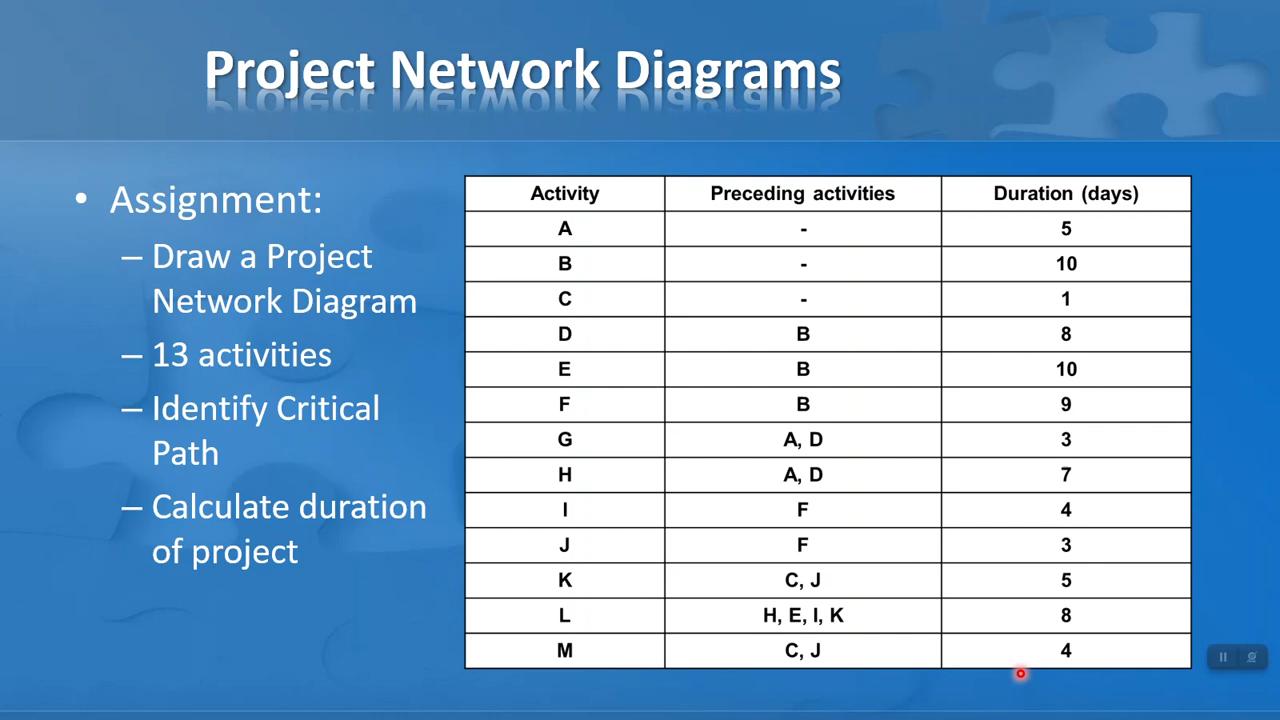 Project Network Diagrams
• Assignment:
– Draw a Project
Network Diagram
– 13 activities
– Identify Critical
Path
– Calculate duration
of project
Activity Preceding activities Duration (days)
A - 5
B - 10
C - 1
D B 8
E B 10
F B 9
G A, D 3
H A, D 7
I F 4
J F 3
K C, J 5
L H, E, I, K 8
M C, J 4